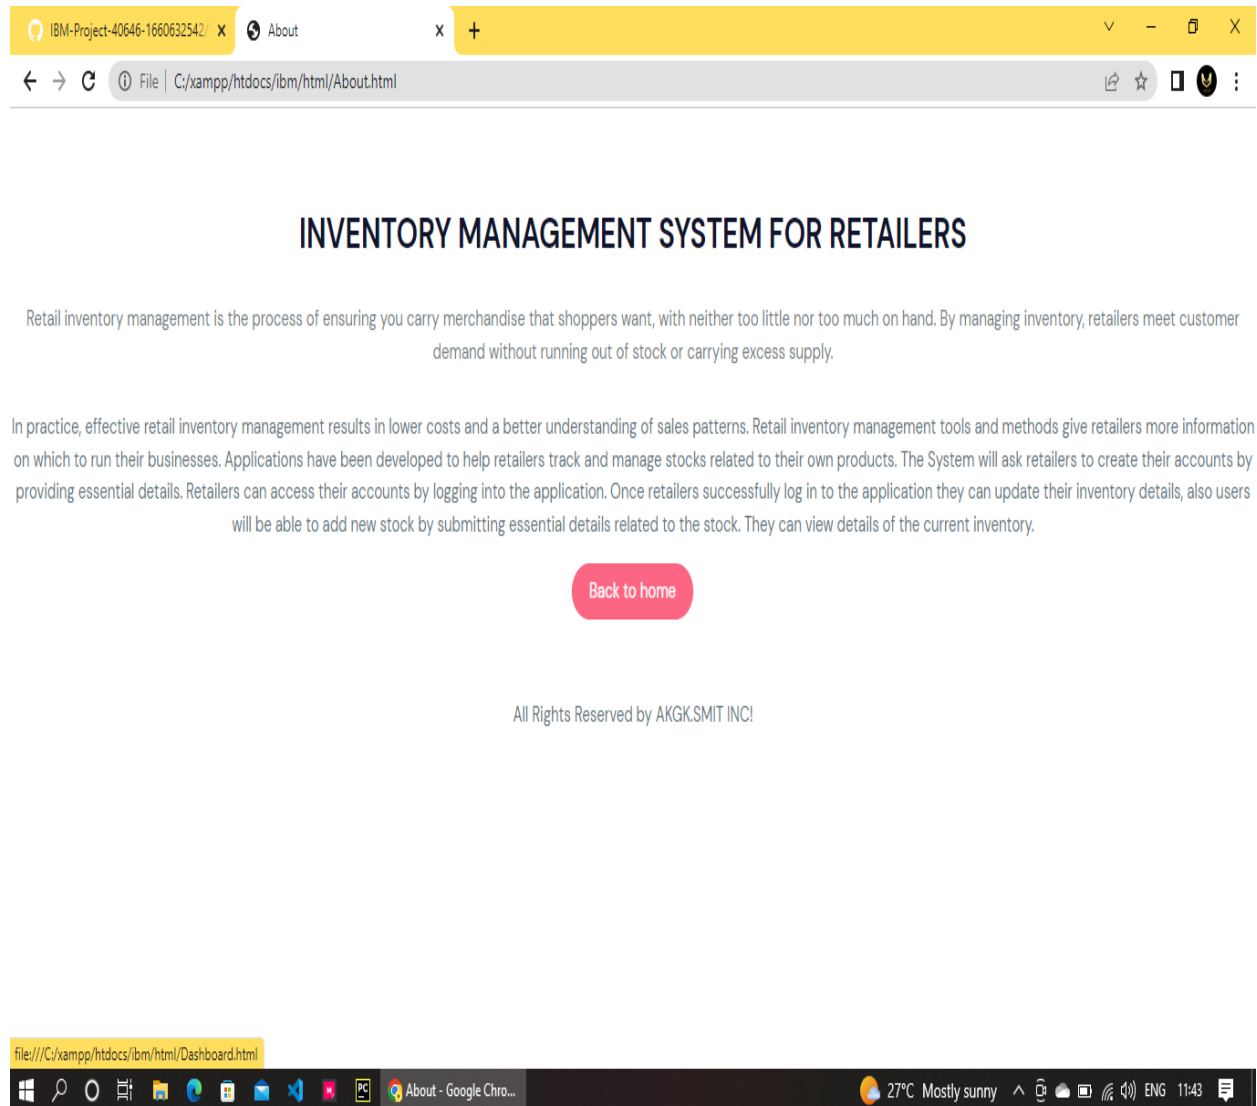 IBM-Project-40646-1660632542/
About
File
C:/xampp/htdocs/ibm/html/About.html
INVENTORY MANAGEMENT SYSTEM FOR RETAILERS
Retail inventory management is the process of ensuring you carry merchandise that shoppers want, with neither too little nor too much on hand. By managing inventory, retailers meet customer
demand without running out of stock or carrying excess supply.
In practice, effective retail inventory management results in lower costs and a better understanding of sales patterns. Retail inventory management tools and methods give retailers more information
on which to run their businesses. Applications have been developed to help retailers track and manage stocks related to their own products. The System will ask retailers to create their accounts by
providing essential details. Retailers can access their accounts by logging into the application. Once retailers successfully log in to the application they can update their inventory details, also users
will be able to add new stock by submitting essential details related to the stock. They can view details of the current inventory.
Back to home
All Rights Reserved by AKGK.SMIT INC!
file:///C:/xampp/htdocs/ibm/html/Dashboard.html
PC
About - Google Chro...
27°C Mostly sunny
ENG
11:43